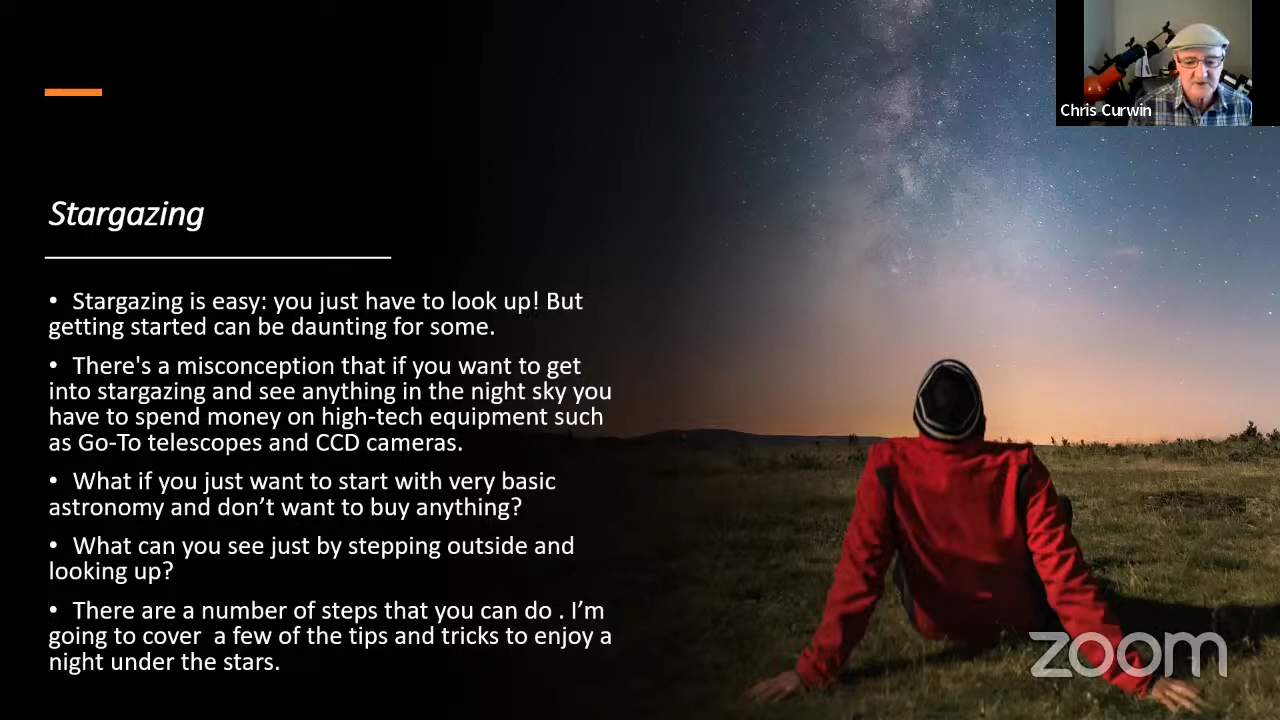 Chris Curwin
Stargazing
• Stargazing is easy: you just have to look up! But
getting started can be daunting for some.
• There's a misconception that if you want to get
into stargazing and see anything in the night sky you
have to spend money on high-tech equipment such
as Go-To telescopes and CCD cameras.
• What if you just want to start with very basic
astronomy and don’t want to buy anything?
• What can you see just by stepping outside and
looking up?
• There are a number of steps that you can do . I’m
going to cover  a few of the tips and tricks to enjoy a
night under the stars.
zoom